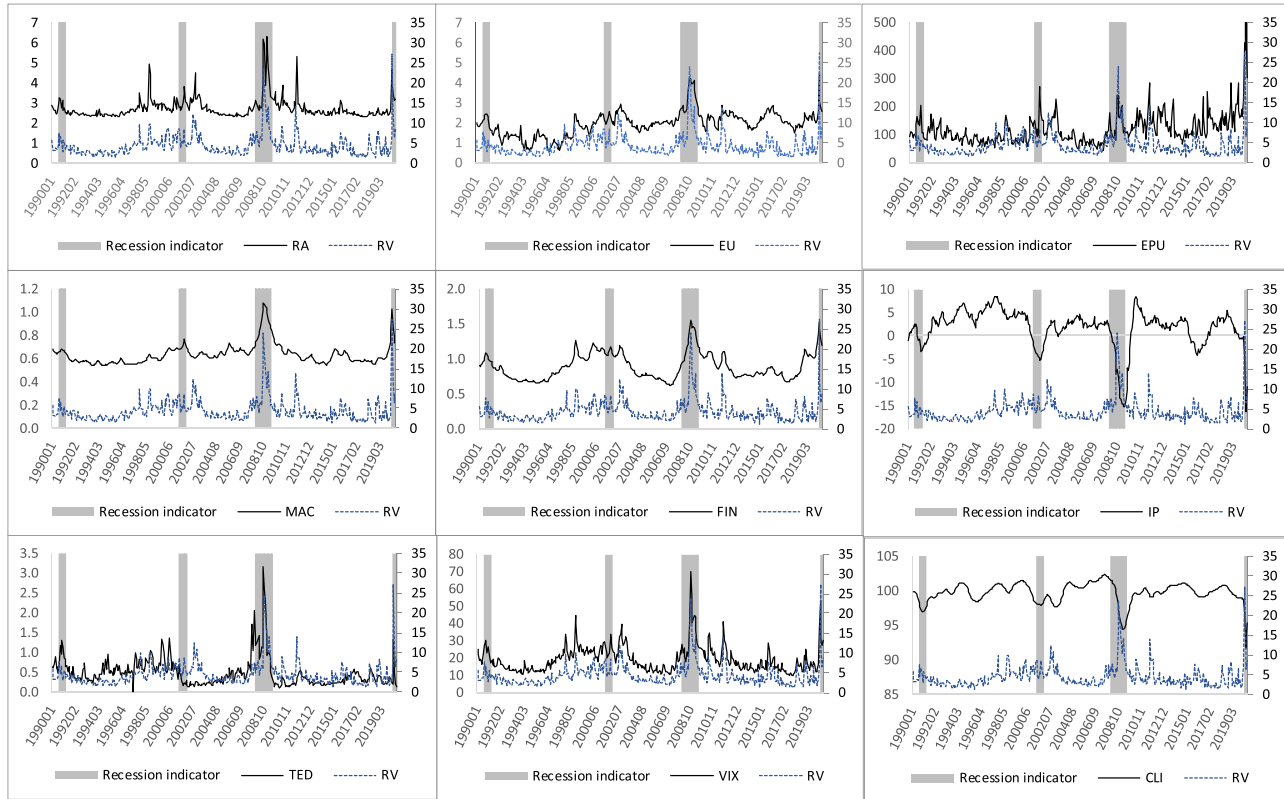 7 35 7 35 500 35
6 30 6 30 400 30
5 25 5 25 25
4 20 4 20 300 20
3 15 3 15 200 15
2 10 2 10 10
1 5 1 5 100 5
0 0 0 0 0 0
199001 199202 199403 199604 199805 200006 200207 200408 200609 200810 201011 201212 201501 201702 201903
199001 199202 199403 199604 199805 200006 200207 200408 200609 200810 201011 201212 201501 201702 201903
199001 199202 199403 199604 199805 200006 200207 200408 200609 200810 201011 201212 201501 201702 201903
Recession indicator RA RV
Recession indicator EU RV
Recession indicator EPU RV
1.2 35 2.0 35 10 35
1.0 30 30 5 30
0.8 25 1.5 25 0 25
20 20 20
0.6 15 1.0 15 -5 15
0.4 10 0.5 10 -10 10
0.2 5 5 -15 5
0.0 0 0.0 0 -20 0
199001 199202 199403 199604 199805 200006 200207 200408 200609 200810 201011 201212 201501 201702 201903
199001 199202 199403 199604 199805 200006 200207 200408 200609 200810 201011 201212 201501 201702 201903
199001 199202 199403 199604 199805 200006 200207 200408 200609 200810 201011 201212 201501 201702 201903
Recession indicator MAC RV
Recession indicator FIN RV
Recession indicator IP RV
3.5 35 80 35 105 35
3.0 30 70 30 30
2.5 25 60 25 100 25
2.0 20 50 20 20
1.5 15 40 15 95 15
1.0 10 30 10 90 10
0.5 5 20 5 5
0.0 0 10 0 85 0
0
199001 199202 199403 199604 199805 200006 200207 200408 200609 200810 201011 201212 201501 201702 201903
199001 199202 199403 199604 199805 200006 200207 200408 200609 200810 201011 201212 201501 201702 201903
199001 199202 199403 199604 199805 200006 200207 200408 200609 200810 201011 201212 201501 201702 201903
Recession indicator TED RV
Recession indicator VIX RV
Recession indicator CLI RV